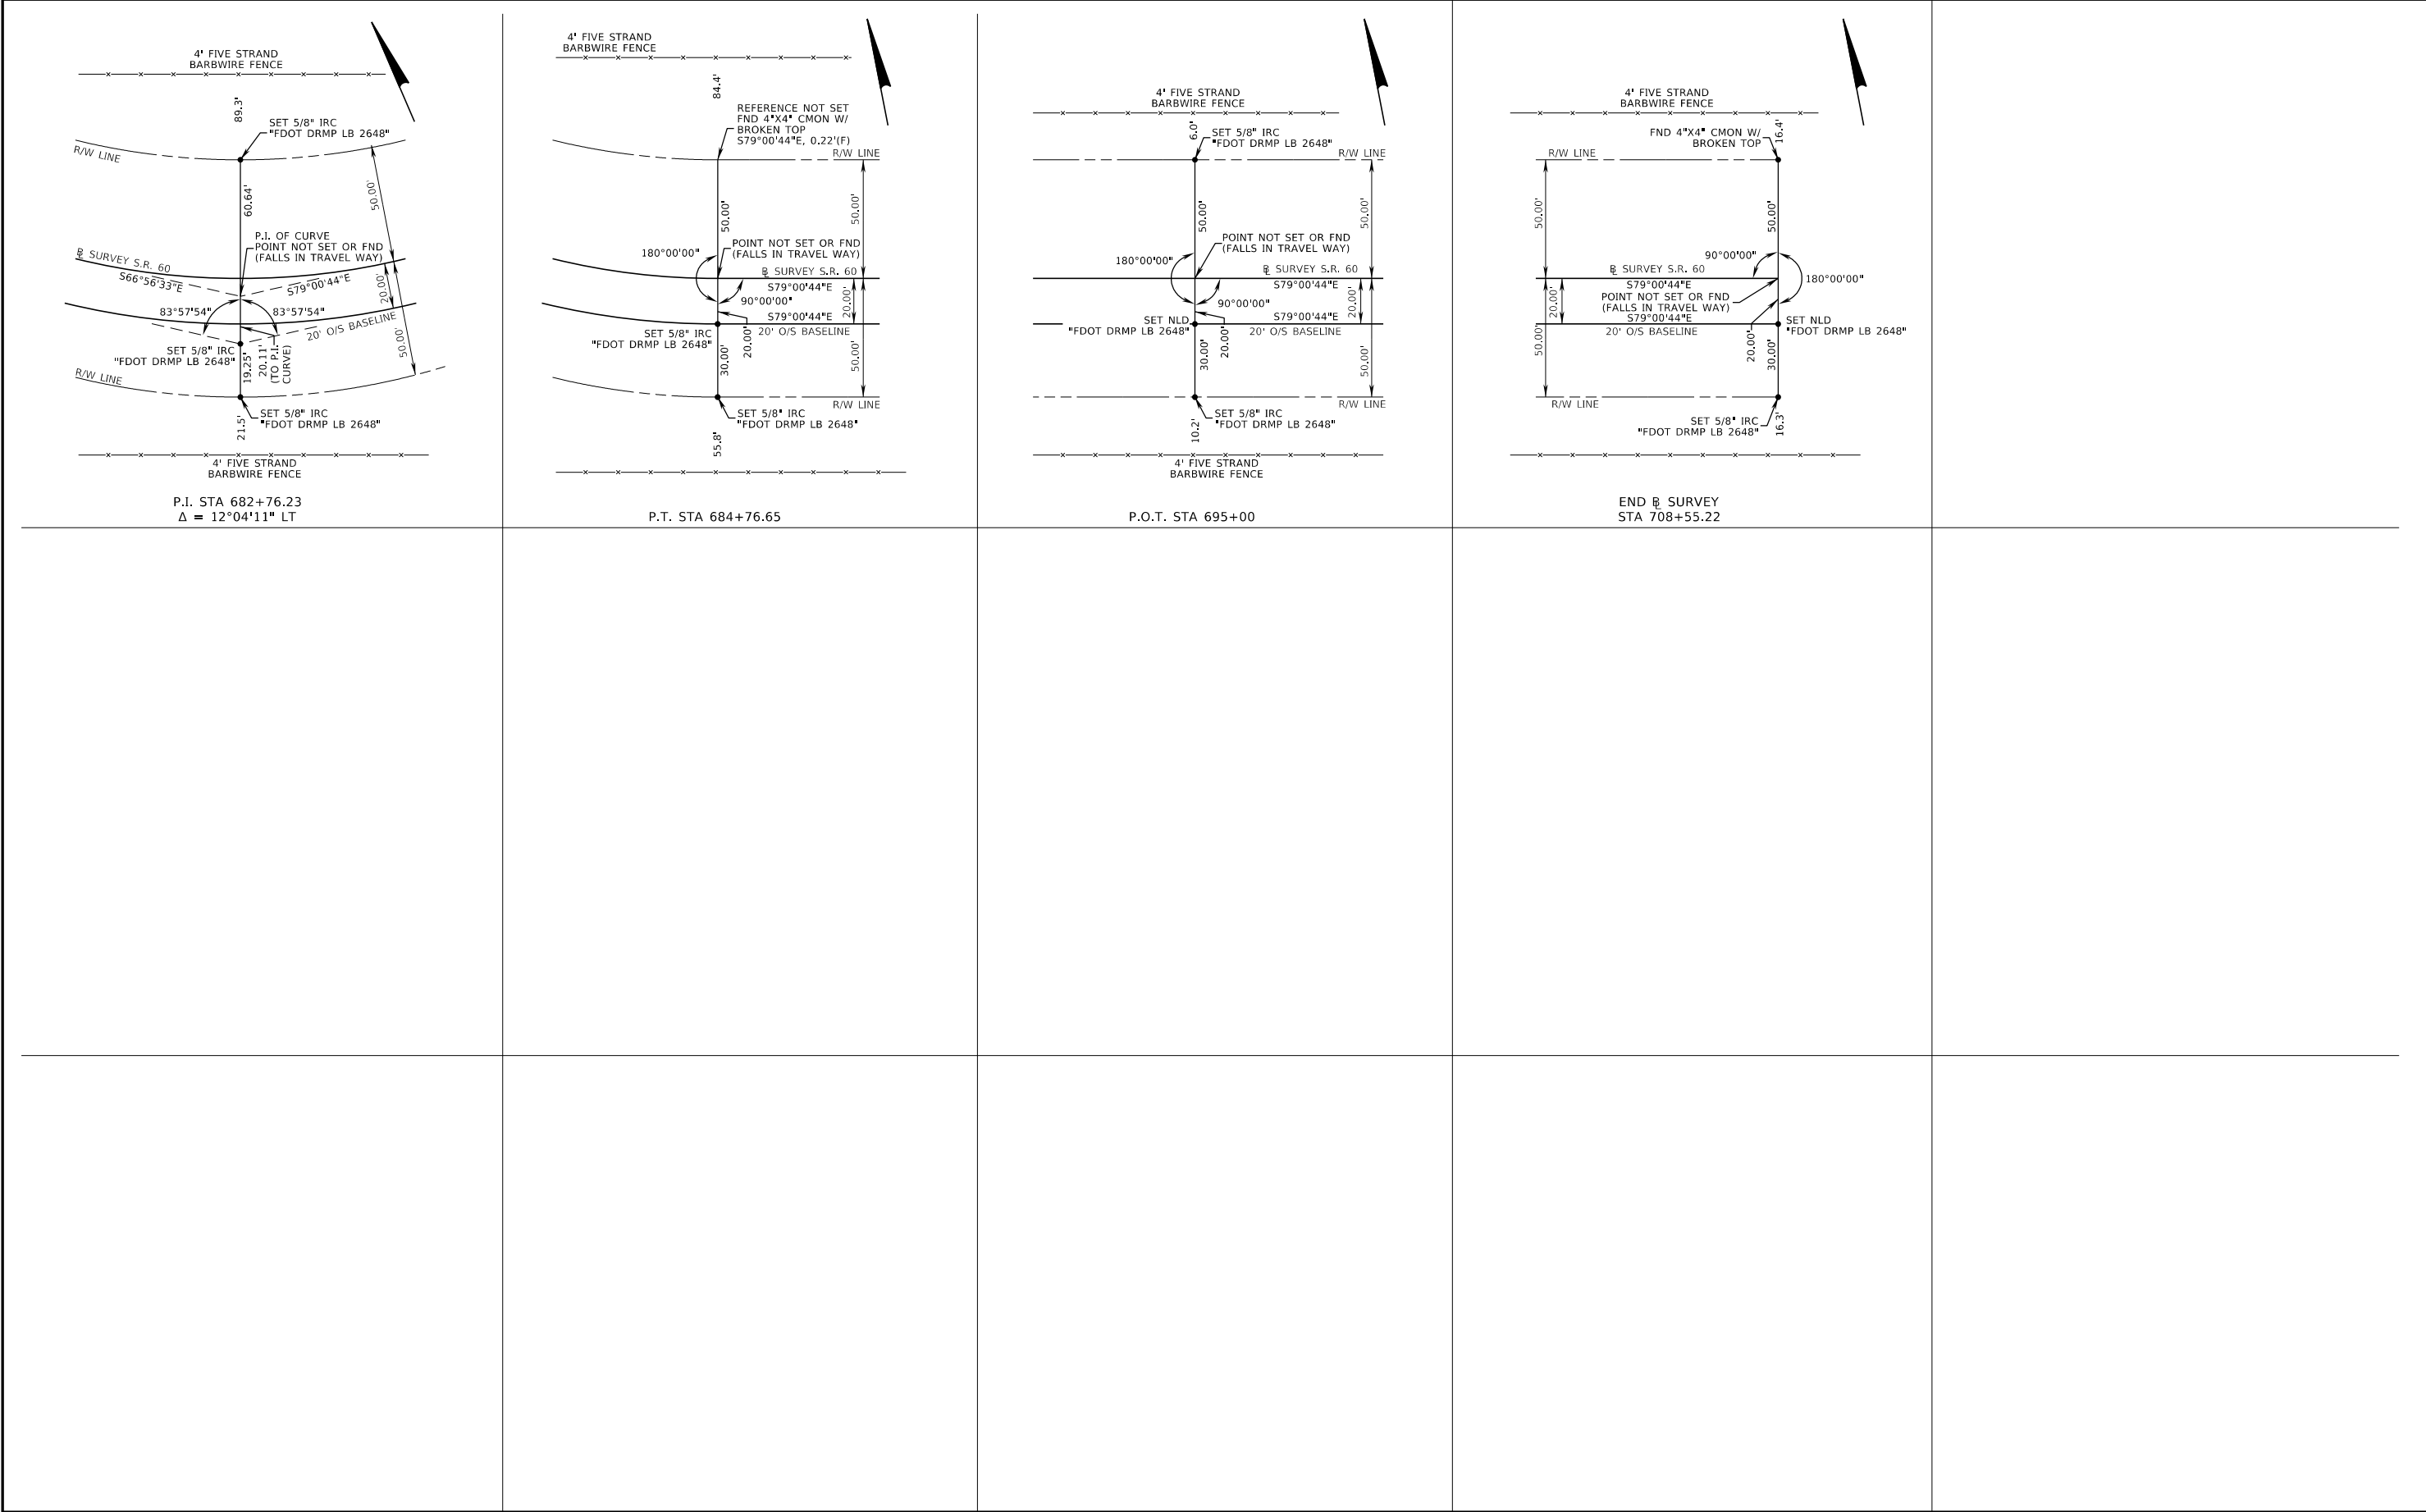 4' FIVE STRAND
BARBWIRE FENCE
89.3'
SET 5/8" IRC
"FDOT DRMP LB 2648"
R/W LINE
60.64'
50.00'
P.I. OF CURVE
POINT NOT SET OR FND
(FALLS IN TRAVEL WAY)
℄ SURVEY S.R. 60
S66°56'33"E
S79°00'44"E
20.00'
83°57'54"
83°57'54"
20' O/S BASELINE
50.00'
SET 5/8" IRC
"FDOT DRMP LB 2648"
19.25'
20.11'
(TO P.I.
CURVE)
R/W LINE
SET 5/8" IRC
"FDOT DRMP LB 2648"
21.5'
4' FIVE STRAND
BARBWIRE FENCE
P.I. STA 682+76.23
Δ = 12°04'11" LT
4' FIVE STRAND
BARBWIRE FENCE
84.4'
REFERENCE NOT SET
FND 4"X4" CMON W/
BROKEN TOP
S79°00'44"E, 0.22'(F)
R/W LINE
50.00'
50.00'
POINT NOT SET OR FND
(FALLS IN TRAVEL WAY)
180°00'00"
℄ SURVEY S.R. 60
S79°00'44"E
90°00'00"
20.00'
S79°00'44"E
20' O/S BASELINE
SET 5/8" IRC
"FDOT DRMP LB 2648"
20.00'
30.00'
50.00'
R/W LINE
SET 5/8" IRC
"FDOT DRMP LB 2648"
55.8'
P.T. STA 684+76.65
4' FIVE STRAND
BARBWIRE FENCE
6.0'
SET 5/8" IRC
"FDOT DRMP LB 2648"
R/W LINE
50.00'
50.00'
POINT NOT SET OR FND
(FALLS IN TRAVEL WAY)
180°00'00"
℄ SURVEY S.R. 60
S79°00'44"E
90°00'00"
20.00'
S79°00'44"E
SET NLD
"FDOT DRMP LB 2648"
20' O/S BASELINE
20.00'
30.00'
50.00'
R/W LINE
SET 5/8" IRC
"FDOT DRMP LB 2648"
10.2'
4' FIVE STRAND
BARBWIRE FENCE
P.O.T. STA 695+00
4' FIVE STRAND
BARBWIRE FENCE
16.4'
FND 4"X4" CMON W/
BROKEN TOP
R/W LINE
50.00'
50.00'
90°00'00"
℄ SURVEY S.R. 60
180°00'00"
S79°00'44"E
POINT NOT SET OR FND
(FALLS IN TRAVEL WAY)
20.00'
S79°00'44"E
SET NLD
"FDOT DRMP LB 2648"
20' O/S BASELINE
50.00'
20.00'
30.00'
R/W LINE
SET 5/8" IRC
"FDOT DRMP LB 2648"
16.3'
END ℄ SURVEY
STA 708+55.22